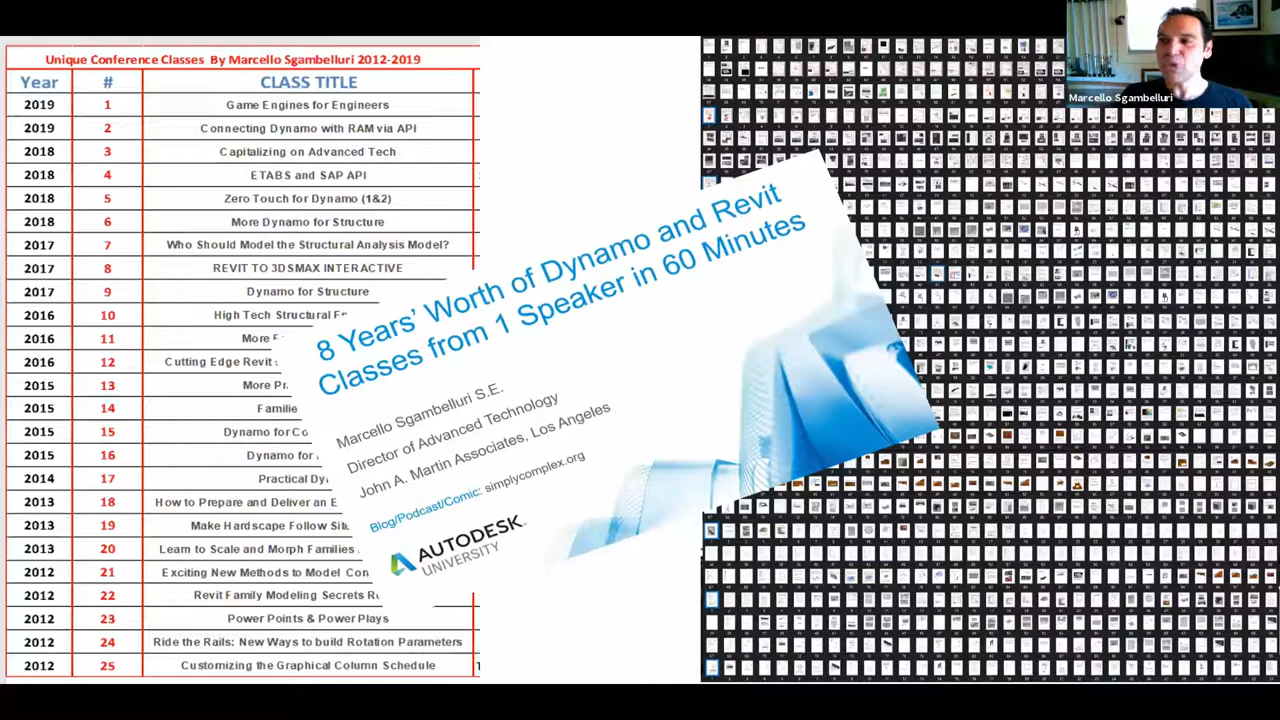 Unique Conference Classes By Marcello Sgambelluri 2012-2019
Year # CLASS TITLE
2019 1 Game Engines for Engineers
2019 2 Connecting Dynamo with RAM via API
2018 3 Capitalizing on Advanced Tech
2018 4 ETABS and SAP API
2018 5 Zero Touch for Dynamo (1&2)
2018 6 More Dynamo for Structure
2017 7 Who Should Model the Structural Analysis Model?
2017 8 REVIT TO 3DSMAX INTERACTIVE
2017 9 Dynamo for Structure
2016 10 High Tech Structural
2016 11 More
2016 12 Cutting Edge Revit
2015 13 More
2015 14
2015 15 Dynamo for
2015 16 Dynamo for
2014 17 Practical
2013 18 How to Prepare and Deliver an
2013 19 Make Hardscape Follow
2013 20 Learn to Scale and Morph Families
2012 21 Exciting New Methods to Model
2012 22 Revit Family Modeling Secrets
2012 23 Power Points & Power Plays
2012 24 Ride the Rails: New Ways to build Rotation Parameters
2012 25 Customizing the Graphical Column Schedule
8 Years' Worth of Dynamo and Revit
Classes from 1 Speaker in 60 Minutes
Marcello Sgambelluri S.E.
Director of Advanced Technology
John A. Martin Associates, Los Angeles
Blog/Podcast/Comic: simplycomplex.org
AUTODESK
UNIVERSITY
Marcello Sgambelluri